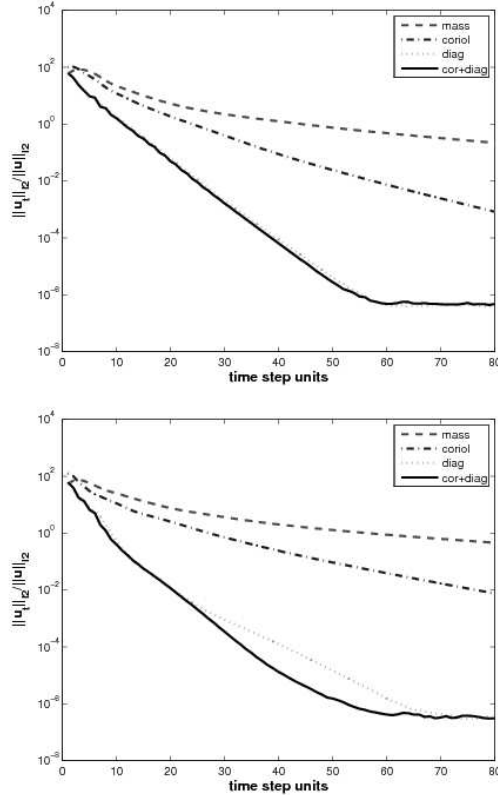 10^4
10^2
10^0
10^-2
10^-4
10^-6
10^-8
||u_t||_l2/||u||_l2
mass
coriol
diag
cor+diag
0 10 20 30 40 50 60 70 80
time step units
10^4
10^2
10^0
10^-2
10^-4
10^-6
10^-8
||u_t||_l2/||u||_l2
mass
coriol
diag
cor+diag
0 10 20 30 40 50 60 70 80
time step units